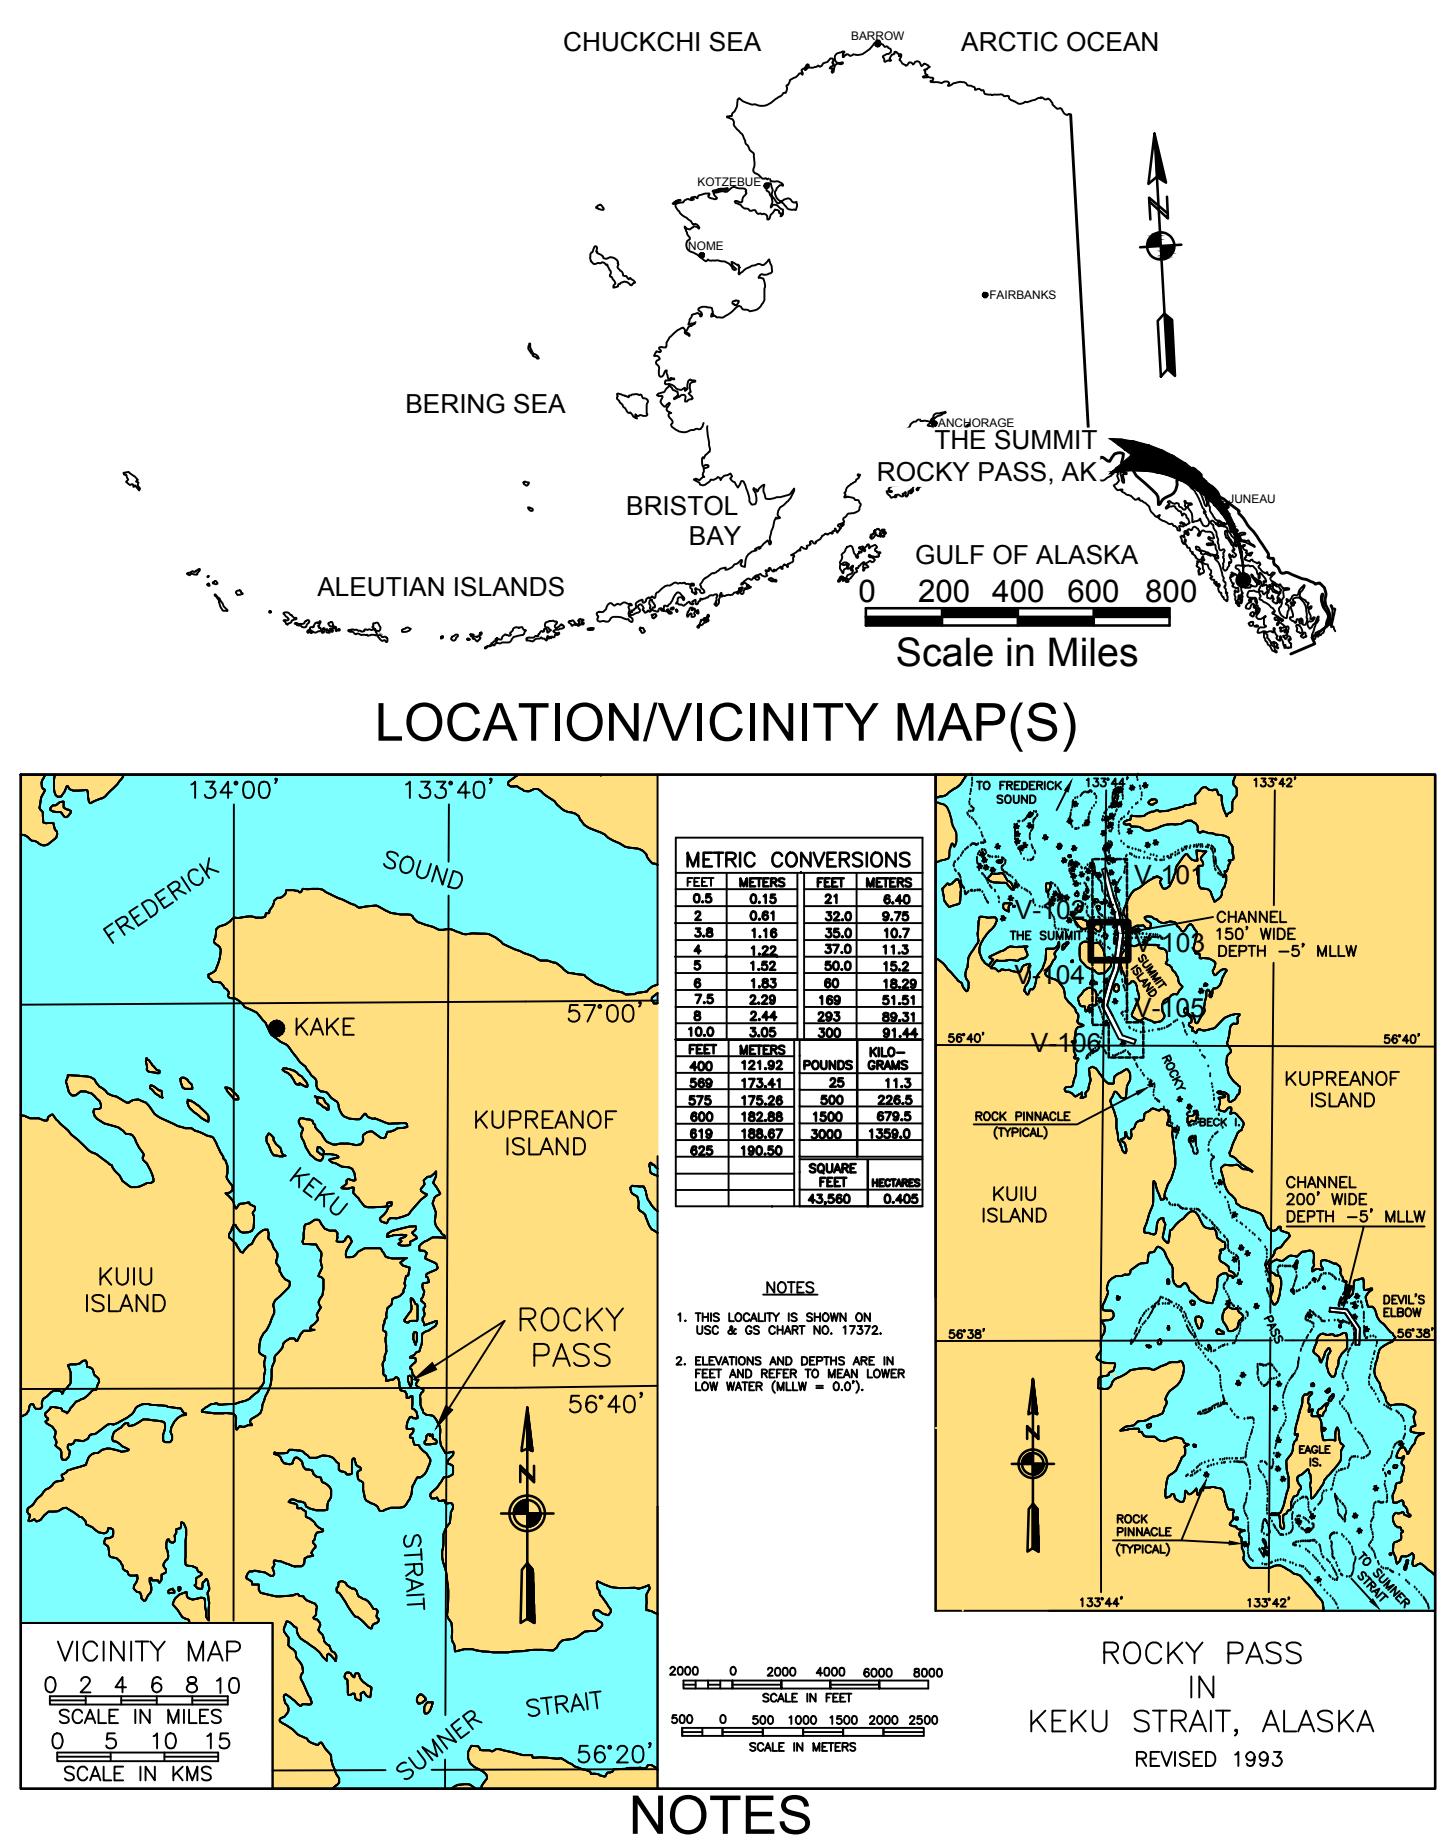 CHUCKCHI SEA
BARROW
ARCTIC OCEAN
KOTZEBUE
N
NOME
FAIRBANKS
BERING SEA
ANCHORAGE
THE SUMMIT
ROCKY PASS, AK
JUNEAU
BRISTOL
BAY
GULF OF ALASKA
ALEUTIAN ISLANDS
0 200 400 600 800
Scale in Miles
LOCATION/VICINITY MAP(S)
134°00' 133°40'
FREDERICK
SOUND
57°00'
KAKE
KUPREANOF
ISLAND
KEKU
KUIU
ISLAND
ROCKY
PASS
56°40'
N
STRAIT
VICINITY MAP
0 2 4 6 8 10
SCALE IN MILES
0 5 10 15
SCALE IN KMS
SUMNER
STRAIT
56°20'
METRIC CONVERSIONS
FEET METERS FEET METERS
0.5 0.15 21 6.40
2 0.61 32.0 9.75
3.8 1.16 35.0 10.7
4 1.22 37.0 11.3
5 1.52 50.0 15.2
6 1.83 60 18.29
7.5 2.29 169 51.51
8 2.44 293 89.31
10.0 3.05 300 91.44
FEET METERS POUNDS KILO-
GRAMS
400 121.92
569 173.41 25 11.3
575 175.26 500 226.5
600 182.88 1500 679.5
619 188.67 3000 1359.0
625 190.50
SQUARE
FEET HECTARES
43,560 0.405
NOTES
1. THIS LOCALITY IS SHOWN ON
USC & GS CHART NO. 17372.
2. ELEVATIONS AND DEPTHS ARE IN
FEET AND REFER TO MEAN LOWER
LOW WATER (MLLW = 0.0').
2000 0 2000 4000 6000 8000
SCALE IN FEET
500 0 500 1000 1500 2000 2500
SCALE IN METERS
TO FREDERICK
SOUND
133°44' 133°42'
V-101
V-102
CHANNEL
150' WIDE
DEPTH -5' MLLW
THE SUMMIT
V-103
SUMMIT
ISLAND
V-104
V-105
V-106
56°40' 56°40'
ROCKY
KUPREANOF
ISLAND
ROCK PINNACLE
(TYPICAL)
BECK I.
KUIU
ISLAND
CHANNEL
200' WIDE
DEPTH -5' MLLW
DEVIL'S
ELBOW
PASS
56°38' 56°38'
N
EAGLE
IS.
ROCK
PINNACLE
(TYPICAL)
TO SUMNER
STRAIT
133°44' 133°42'
ROCKY PASS
IN
KEKU STRAIT, ALASKA
REVISED 1993
NOTES